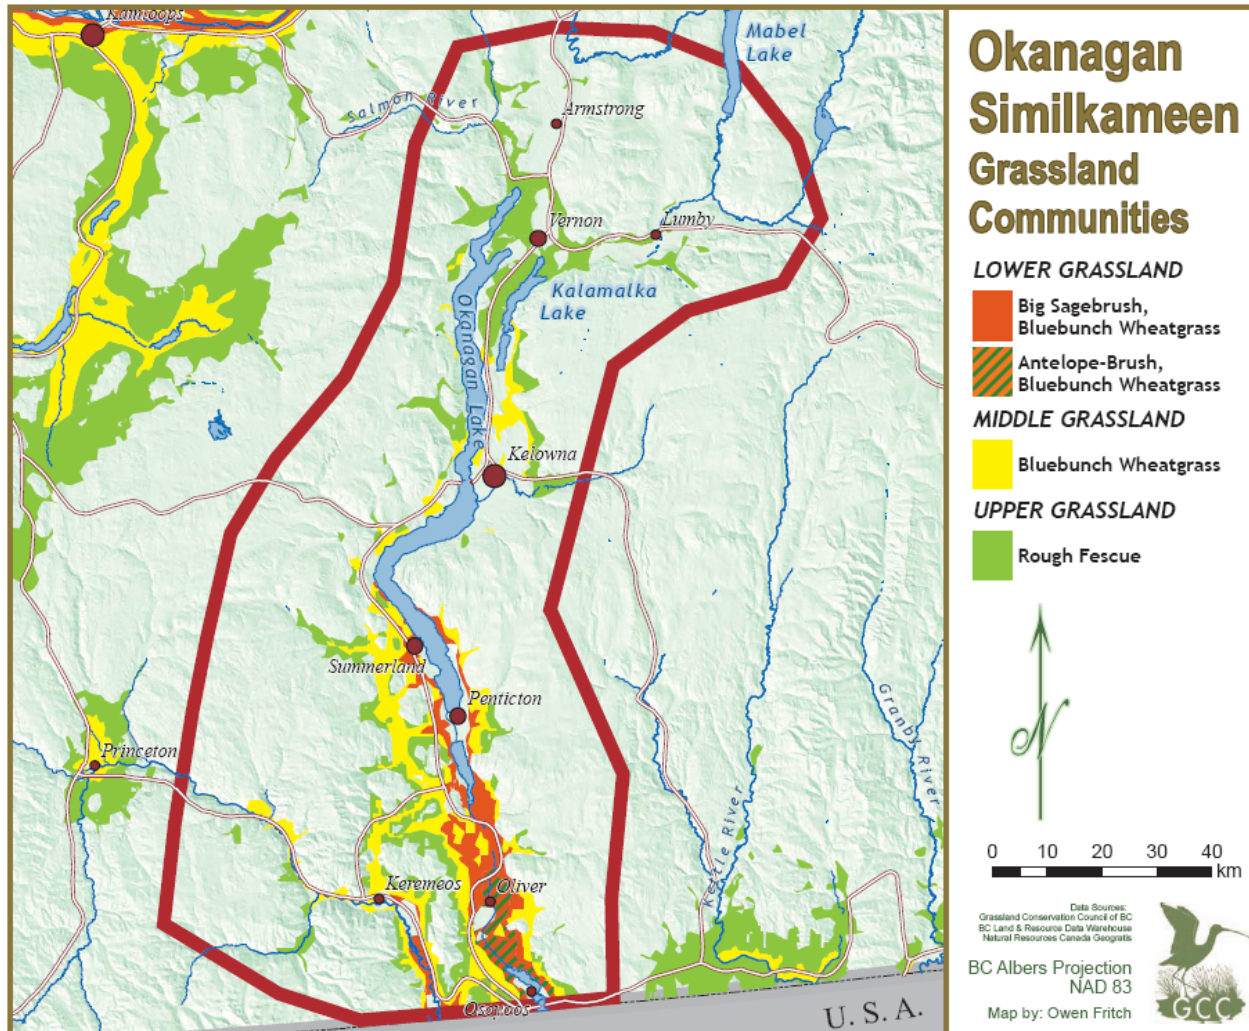 Kamloops
Mabel
Lake
Salmon River
Armstrong
Vernon
Lumby
Okanagan Lake
Kalamalka
Lake
Kelowna
Summerland
Penticton
Princeton
Granby River
Kettle River
Keremeos
Oliver
Osoyoos
U. S. A.
Okanagan
Similkameen
Grassland
Communities
LOWER GRASSLAND
Big Sagebrush,
Bluebunch Wheatgrass
Antelope-Brush,
Bluebunch Wheatgrass
MIDDLE GRASSLAND
Bluebunch Wheatgrass
UPPER GRASSLAND
Rough Fescue
N
0 10 20 30 40
km
Data Sources:
Grassland Conservation Council of BC
BC Land & Resource Data Warehouse
Natural Resources Canada Geogratis
BC Albers Projection
NAD 83
Map by: Owen Fritch
GCC